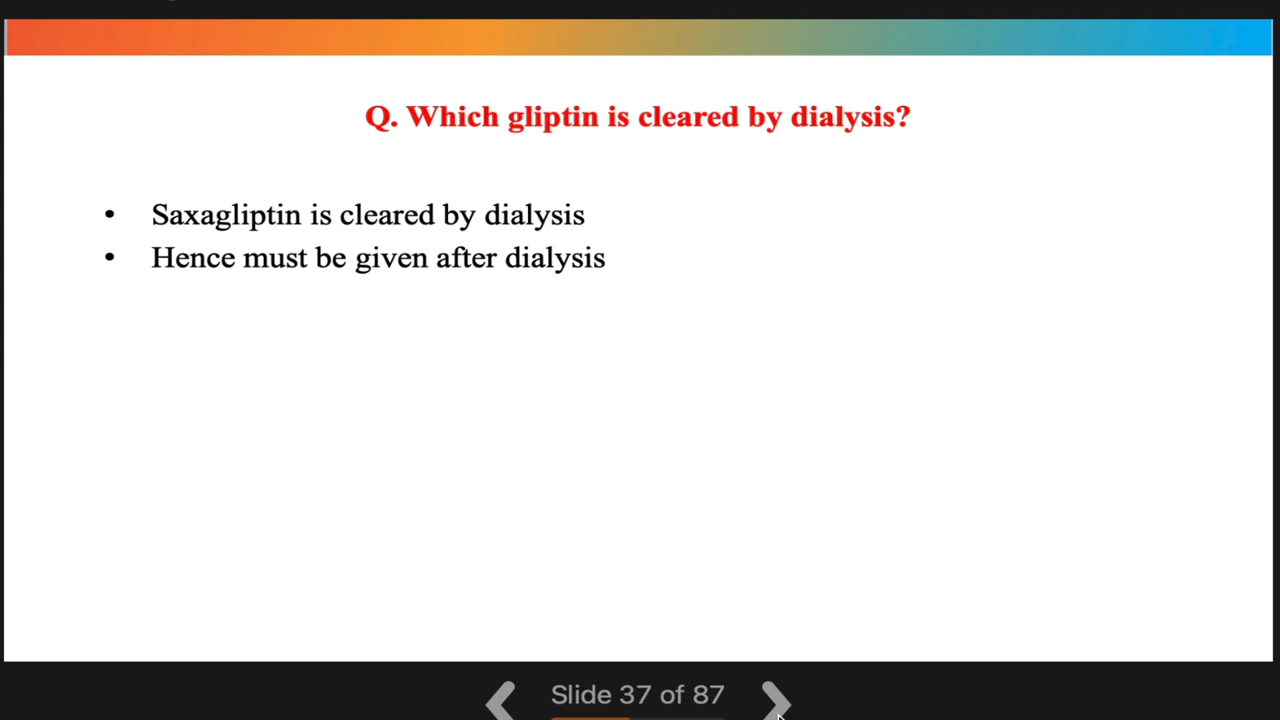 Q. Which gliptin is cleared by dialysis?
• Saxagliptin is cleared by dialysis
• Hence must be given after dialysis
Slide 37 of 87